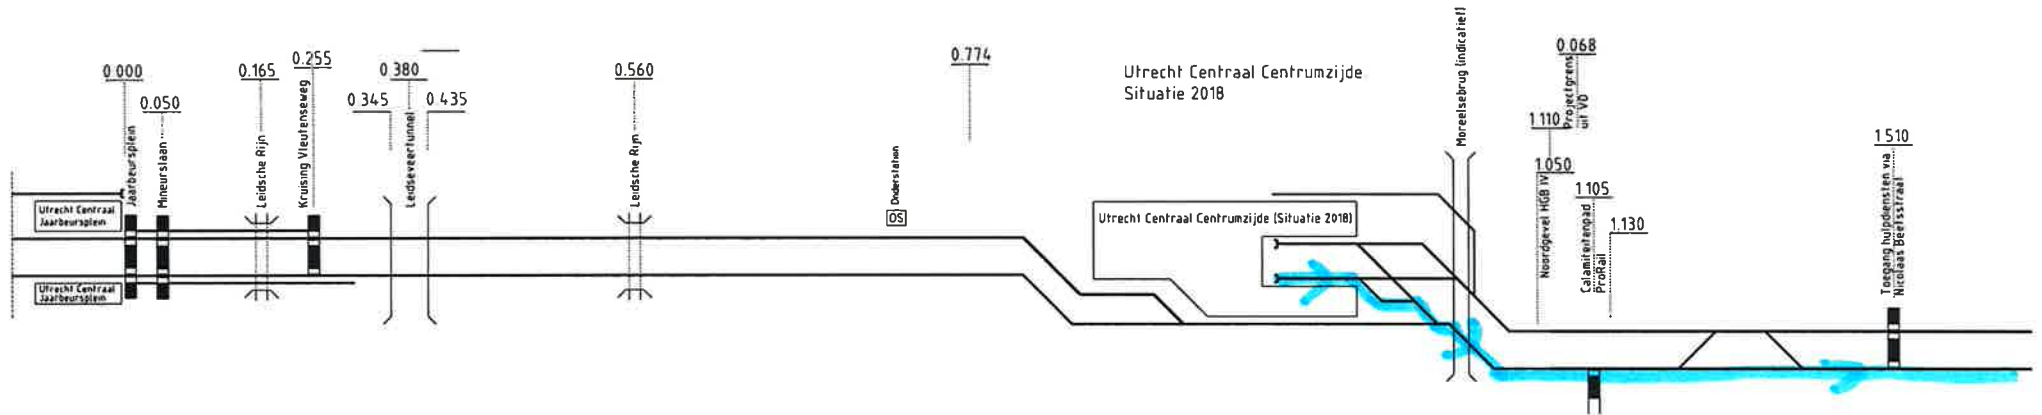 0.000
Jaarbeursplein
0.050
Mineurslaan
0.165
Leidsche Rijn
0.255
Kruising Vleutenseweg
0.345
0.380
0.435
Leidseveertunnel
0.560
Leidsche Rijn
0.774
Onderstation
OS
Utrecht Centraal
Jaarbeursplein
Utrecht Centraal
Jaarbeursplein
Utrecht Centraal Centrumzijde
Situatie 2018
Utrecht Centraal Centrumzijde (Situatie 2018)
Moreelsebrug (indicatief)
0.068
Projectgrens
uit VO
1.110
1.050
Noordgevel HGB IV
1.105
Calamiteitenpad
ProRail
1.130
1.510
Toegang hulpdiensten via
Nicolaas Beetsstraat